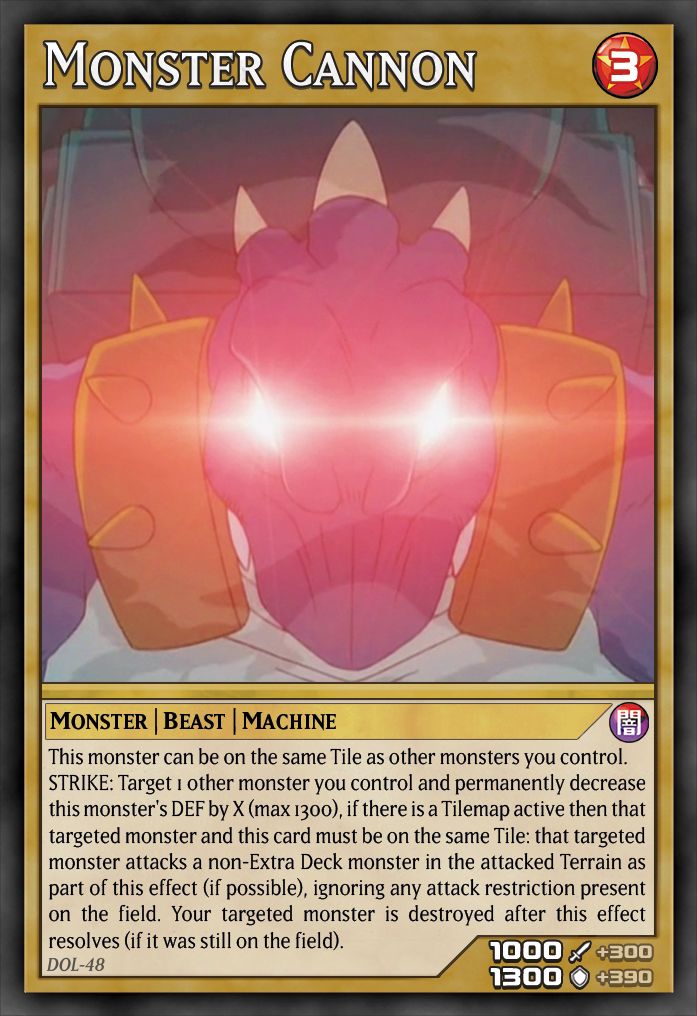 Monster Cannon
3
Monster | Beast | Machine
闇
This monster can be on the same Tile as other monsters you control.
STRIKE: Target 1 other monster you control and permanently decrease
this monster's DEF by X (max 1300), if there is a Tilemap active then that
targeted monster and this card must be on the same Tile: that targeted
monster attacks a non-Extra Deck monster in the attacked Terrain as
part of this effect (if possible), ignoring any attack restriction present
on the field. Your targeted monster is destroyed after this effect
resolves (if it was still on the field).
1000 +300
DOL-48
1300 +390